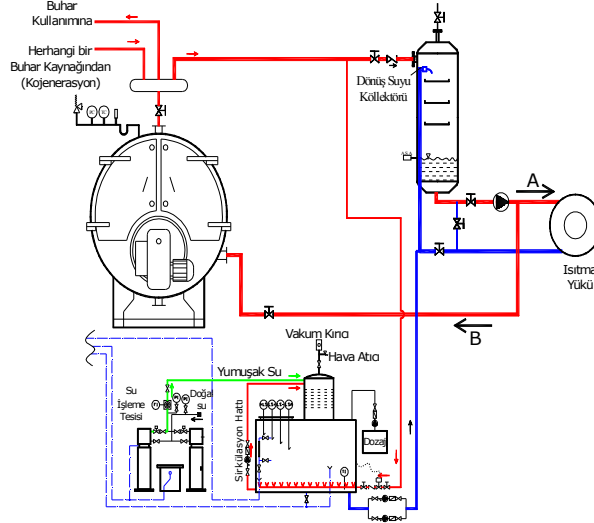 Buhar
Kullanımına
Herhangi bir
Buhar Kaynağından
(Kojenerasyon)
Dönüş Suyu
Köllektörü
A
Isıtma
Yükü
B
Vakum Kırıcı
Hava Atıcı
Yumuşak Su
Su
İşleme
Tesisi
Doğal
su
Sirkülasyon Hattı
Dozaj